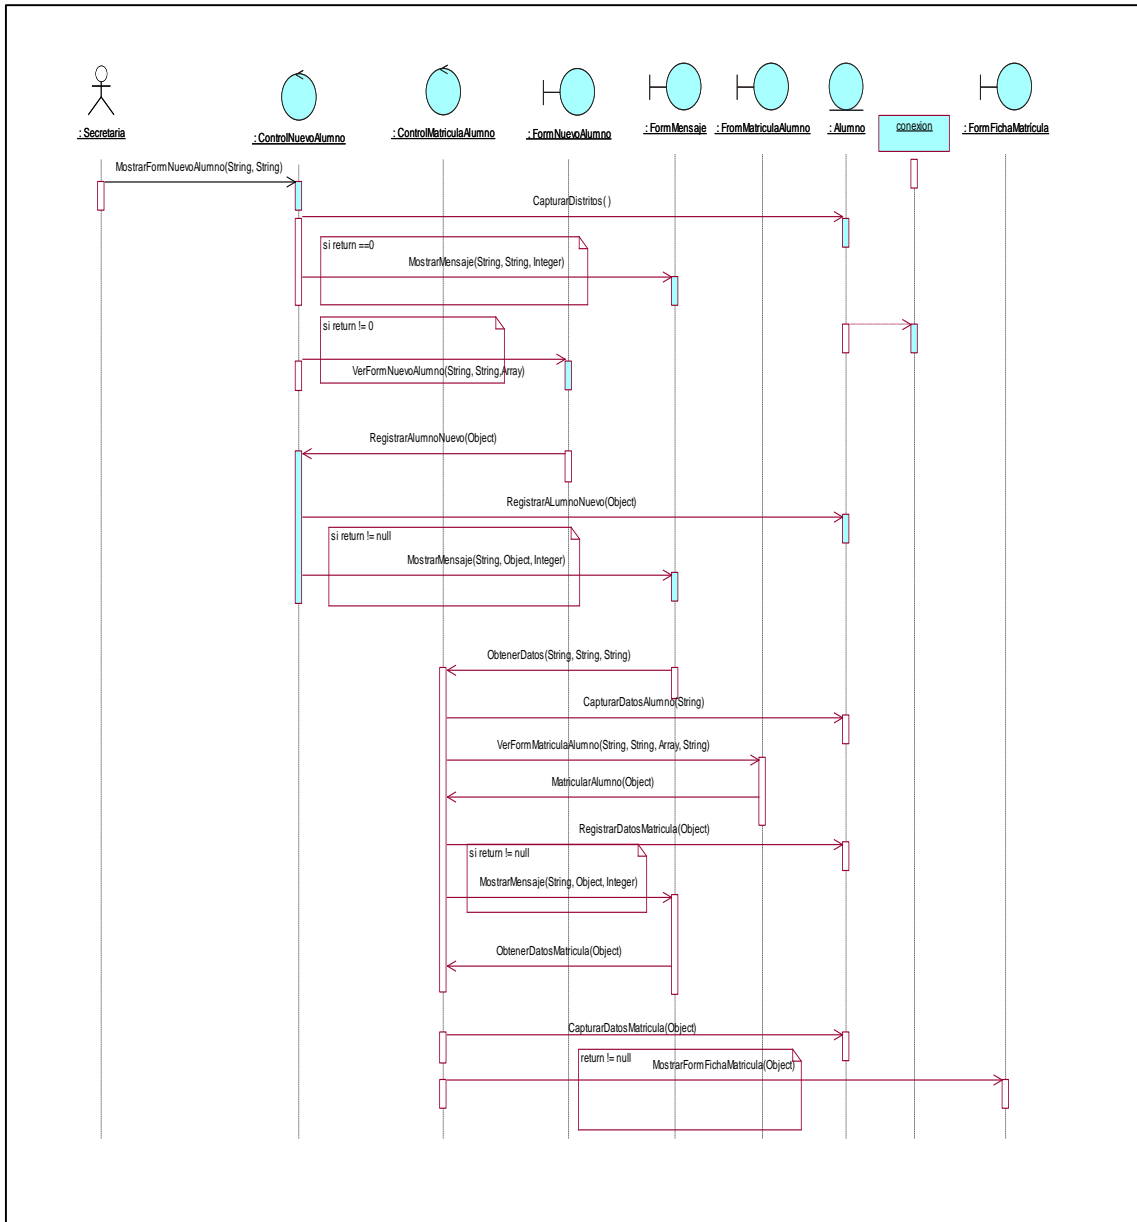 : Secretaria
: ControlNuevoAlumno
: ControlMatriculaAlumno
: FormNuevoAlumno
: FormMensaje
: FromMatriculaAlumno
: Alumno
conexion
: FormFichaMatrícula
MostrarFormNuevoAlumno(String, String)
CapturarDistritos( )
si return ==0
MostrarMensaje(String, String, Integer)
si return != 0
VerFormNuevoAlumno(String, String,Array)
RegistrarAlumnoNuevo(Object)
RegistrarALumnoNuevo(Object)
si return != null
MostrarMensaje(String, Object, Integer)
ObtenerDatos(String, String, String)
CapturarDatosAlumno(String)
VerFormMatriculaAlumno(String, String, Array, String)
MatricularAlumno(Object)
RegistrarDatosMatricula(Object)
si return != null
MostrarMensaje(String, Object, Integer)
ObtenerDatosMatricula(Object)
CapturarDatosMatricula(Object)
return != null
MostrarFormFichaMatricula(Object)